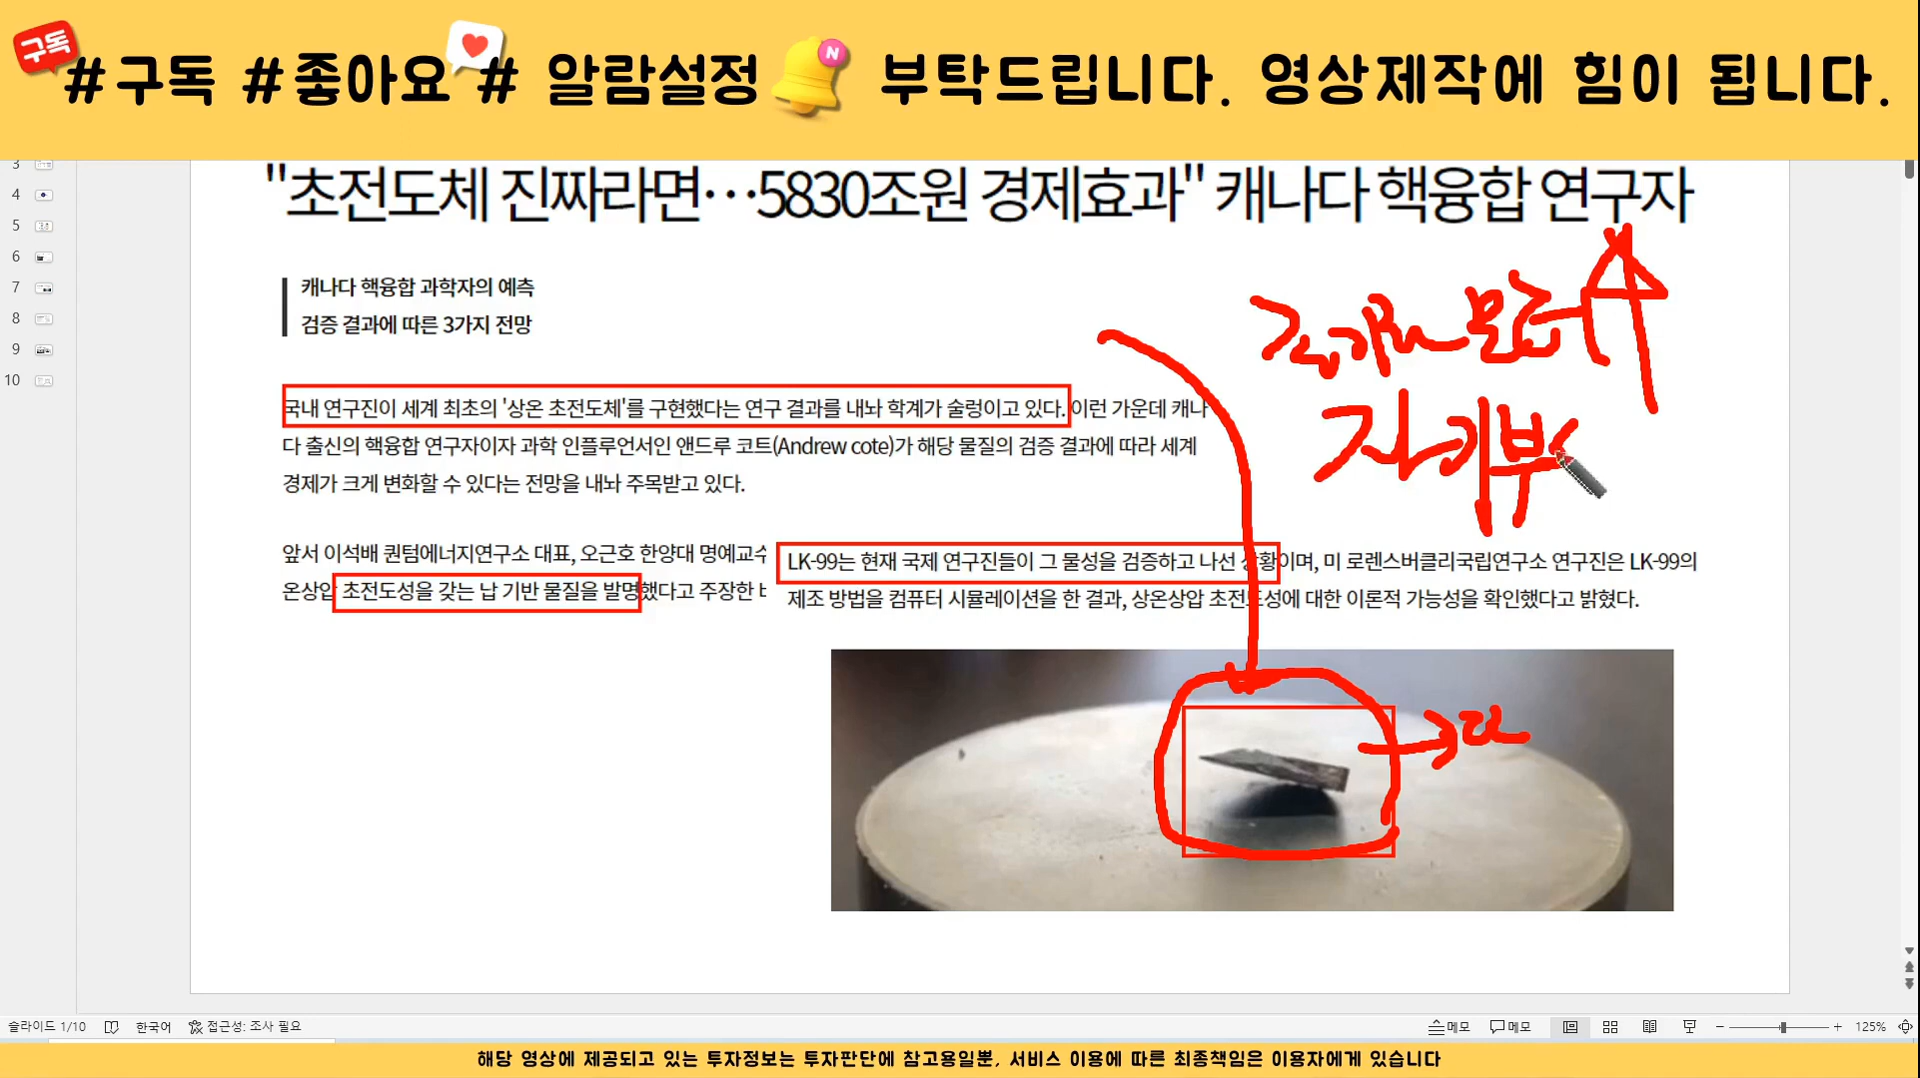 구독
#구독 #좋아요 # 알람설정 N 부탁드립니다. 영상제작에 힘이 됩니다.
3
4
5
6
7
8
9
10
"초전도체 진짜라면…5830조원 경제효과" 캐나다 핵융합 연구자
캐나다 핵융합 과학자의 예측
검증 결과에 따른 3가지 전망
국내 연구진이 세계 최초의 '상온 초전도체'를 구현했다는 연구 결과를 내놔 학계가 술렁이고 있다. 이런 가운데 캐나
다 출신의 핵융합 연구자이자 과학 인플루언서인 앤드루 코트(Andrew cote)가 해당 물질의 검증 결과에 따라 세계
경제가 크게 변화할 수 있다는 전망을 내놔 주목받고 있다.
앞서 이석배 퀀텀에너지연구소 대표, 오근호 한양대 명예교수
온상압 초전도성을 갖는 납 기반 물질을 발명했다고 주장한
LK-99는 현재 국제 연구진들이 그 물성을 검증하고 나선 상황이며, 미 로렌스버클리국립연구소 연구진은 LK-99의
제조 방법을 컴퓨터 시뮬레이션을 한 결과, 상온상압 초전도성에 대한 이론적 가능성을 확인했다고 밝혔다.
자기부
슬라이드 1/10 한국어 접근성: 조사 필요 메모 메모 125%
해당 영상에 제공되고 있는 투자정보는 투자판단에 참고용일뿐, 서비스 이용에 따른 최종책임은 이용자에게 있습니다